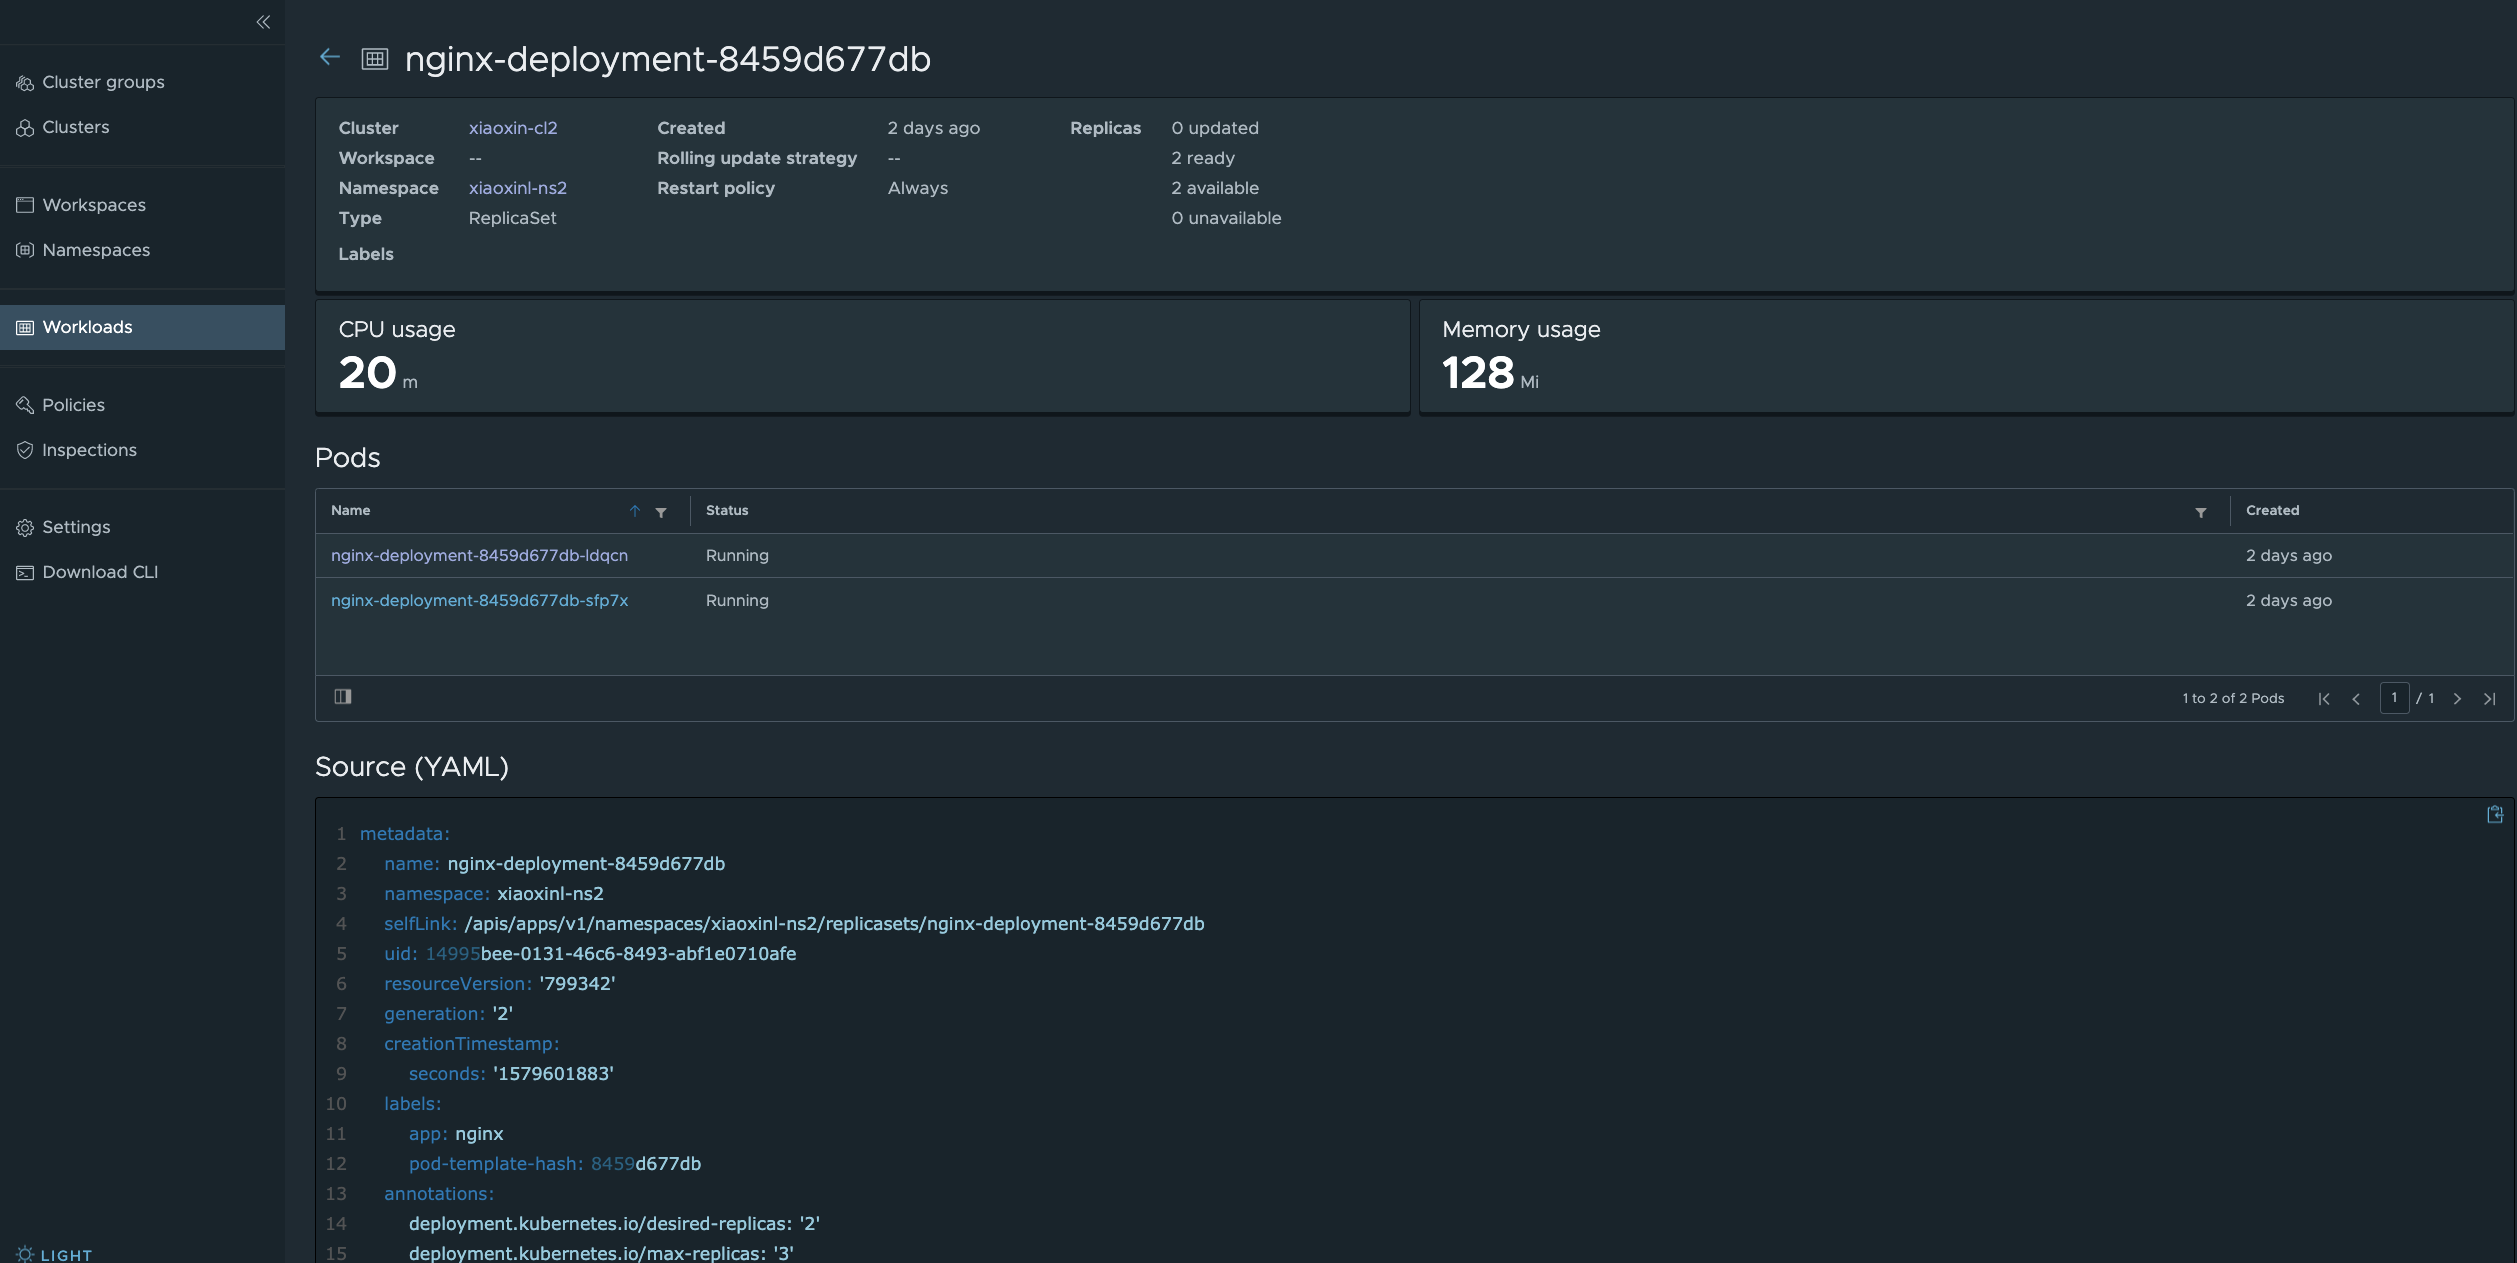 Cluster groups
Clusters
Workspaces
Namespaces
Workloads
Policies
Inspections
Settings
Download CLI
LIGHT
nginx-deployment-8459d677db
Cluster xiaoxin-cl2 Created 2 days ago Replicas 0 updated
Workspace -- Rolling update strategy -- 2 ready
Namespace xiaoxinl-ns2 Restart policy Always 2 available
Type ReplicaSet 0 unavailable
Labels
CPU usage
20 m
Memory usage
128 Mi
Pods
Name Status Created
nginx-deployment-8459d677db-ldqcn Running 2 days ago
nginx-deployment-8459d677db-sfp7x Running 2 days ago
1 to 2 of 2 Pods 1 / 1
Source (YAML)
1 metadata:
2 name: nginx-deployment-8459d677db
3 namespace: xiaoxinl-ns2
4 selfLink: /apis/apps/v1/namespaces/xiaoxinl-ns2/replicasets/nginx-deployment-8459d677db
5 uid: 14995bee-0131-46c6-8493-abf1e0710afe
6 resourceVersion: '799342'
7 generation: '2'
8 creationTimestamp:
9 seconds: '1579601883'
10 labels:
11 app: nginx
12 pod-template-hash: 8459d677db
13 annotations:
14 deployment.kubernetes.io/desired-replicas: '2'
15 deployment.kubernetes.io/max-replicas: '3'